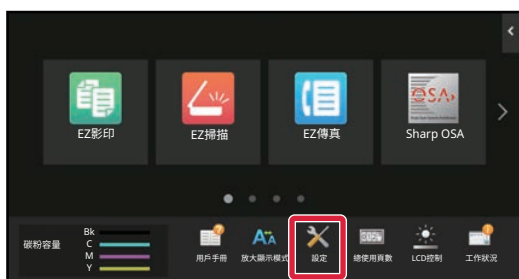 EZ影印
EZ掃描
EZ傳真
Sharp OSA
碳粉容量
Bk
C
M
Y
用戶手冊
放大顯示模式
設定
總使用頁數
LCD控制
工作狀況